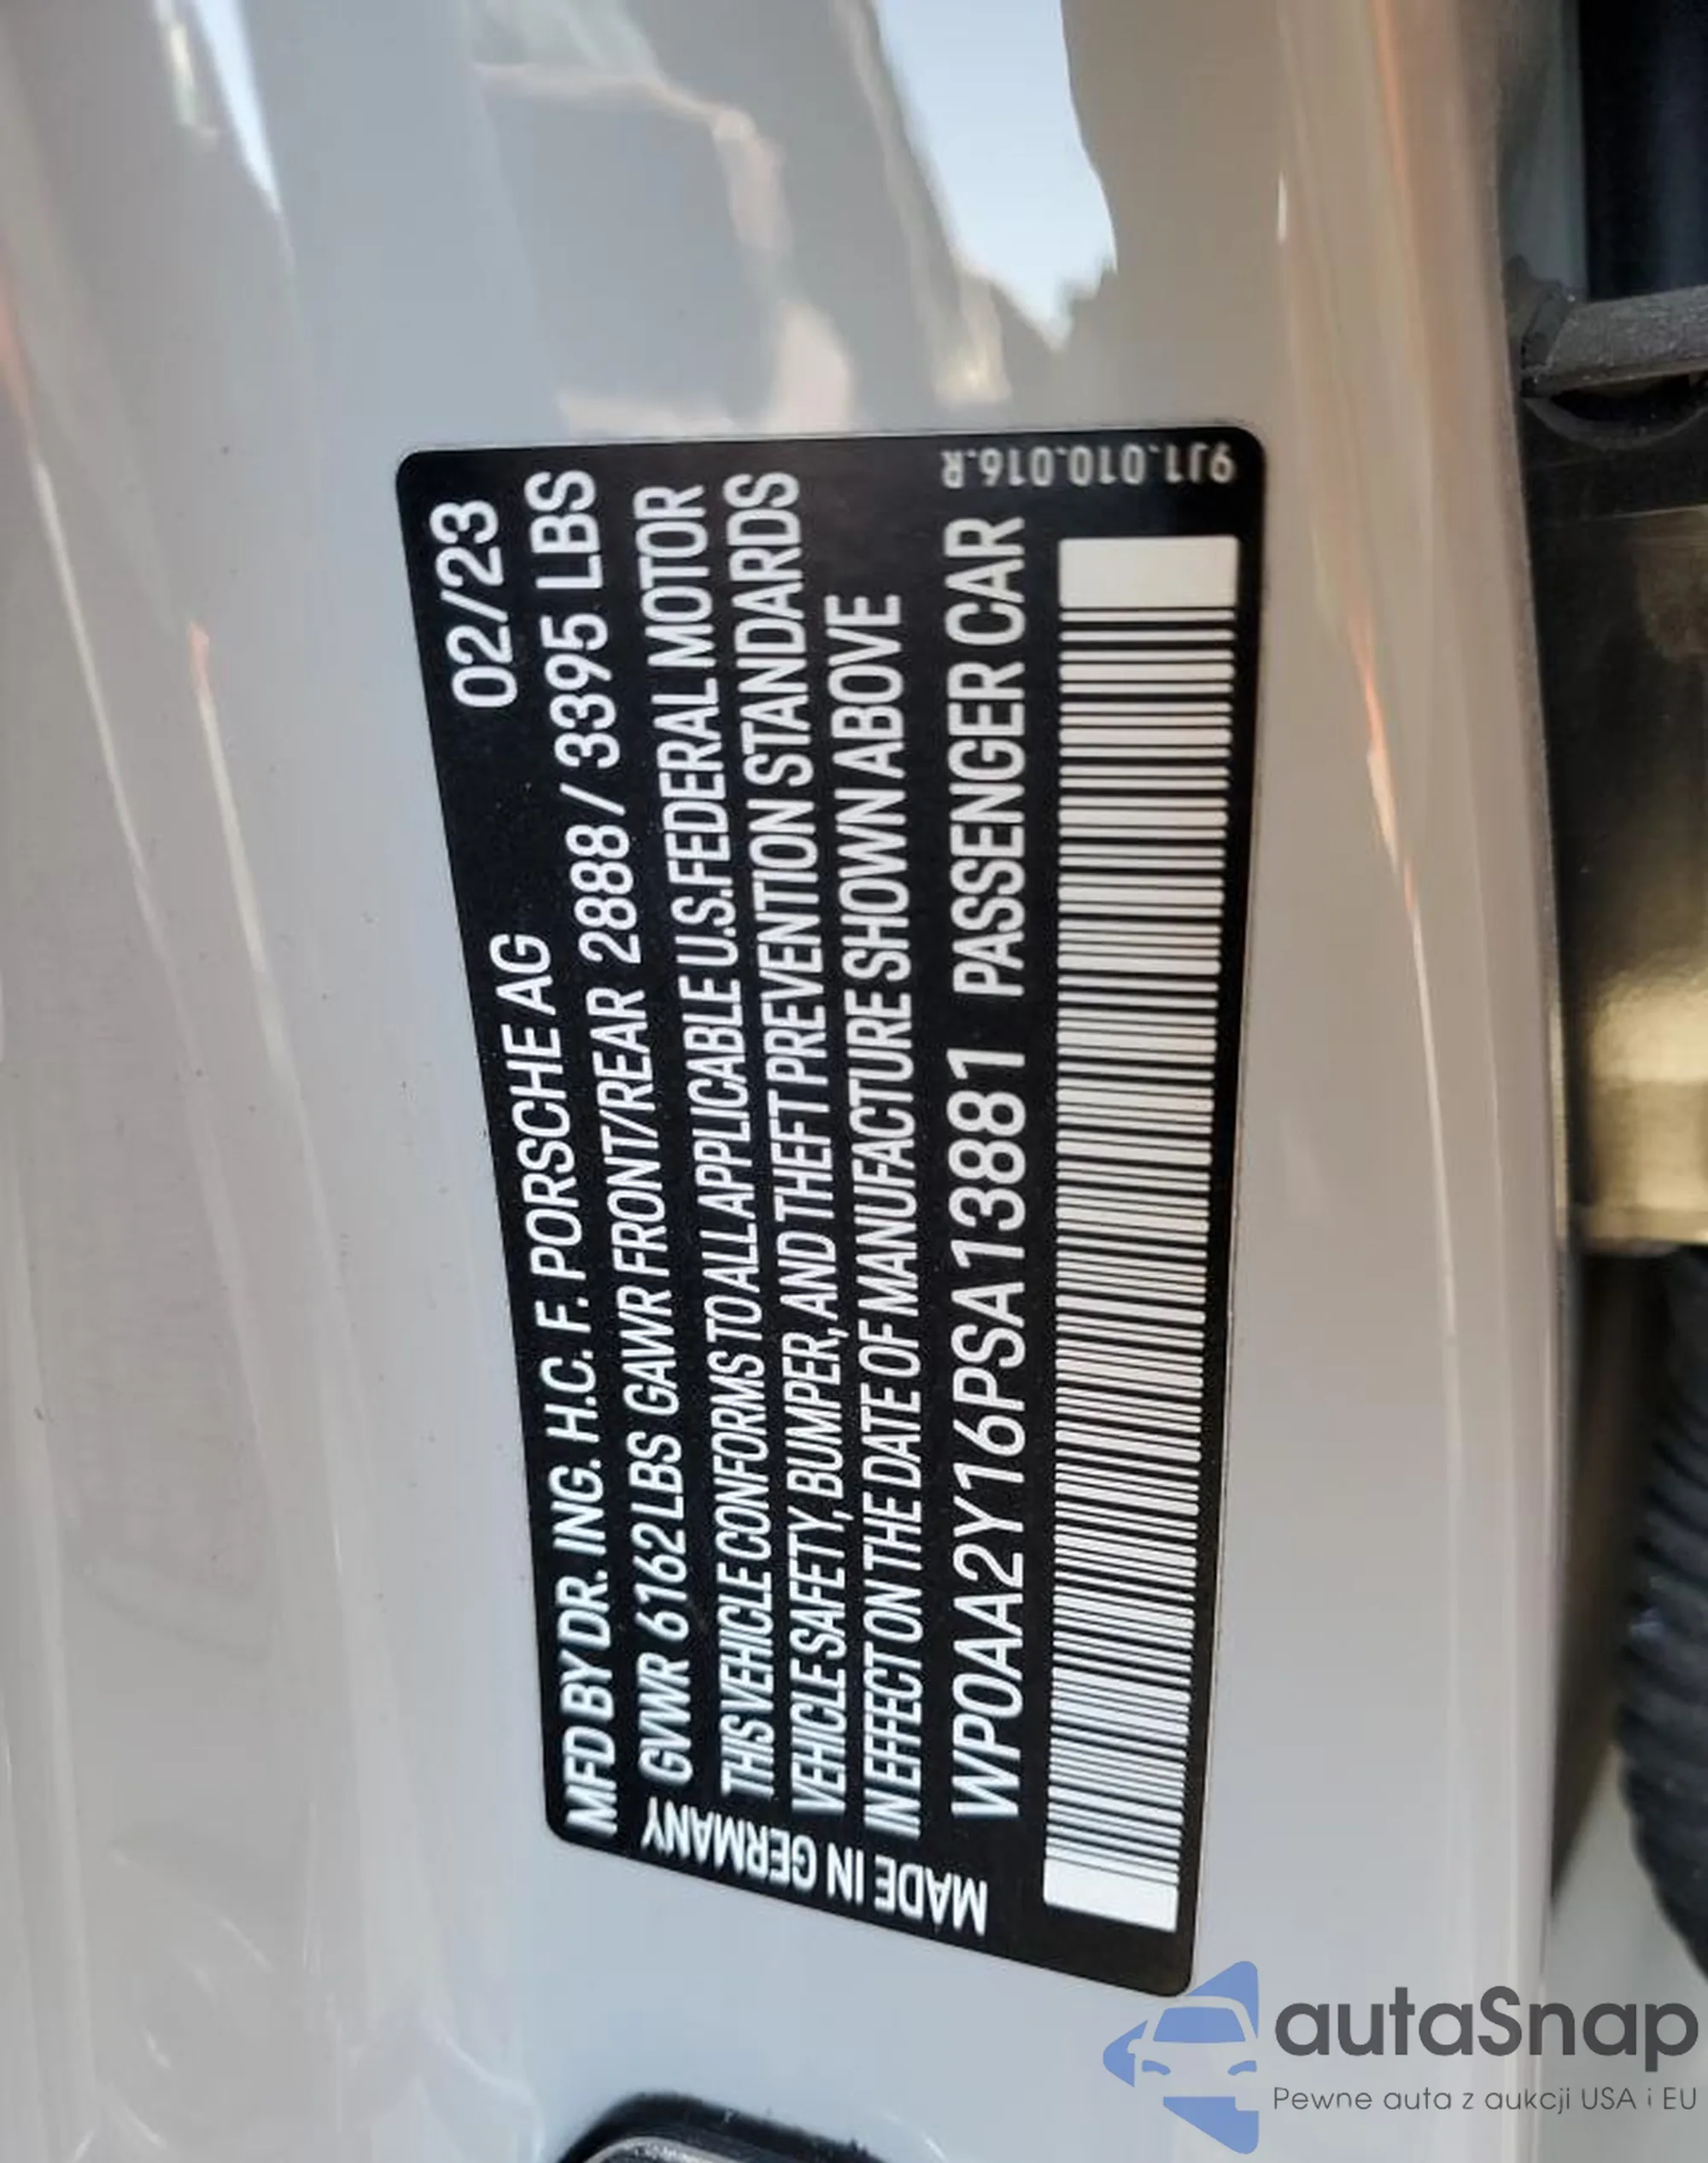 MFD BY DR. ING. H.C. F. PORSCHE AG 02/23
GVWR 6162 LBS GAWR FRONT/REAR 2888 / 3395 LBS
THIS VEHICLE CONFORMS TO ALL APPLICABLE U.S.FEDERAL MOTOR
VEHICLE SAFETY, BUMPER, AND THEFT PREVENTION STANDARDS
IN EFFECT ON THE DATE OF MANUFACTURE SHOWN ABOVE
WP0AA2Y16PSA13881 PASSENGER CAR
MADE IN GERMANY
9J1.010.016.R
autaSnap
Pewne auta z aukcji USA i EU